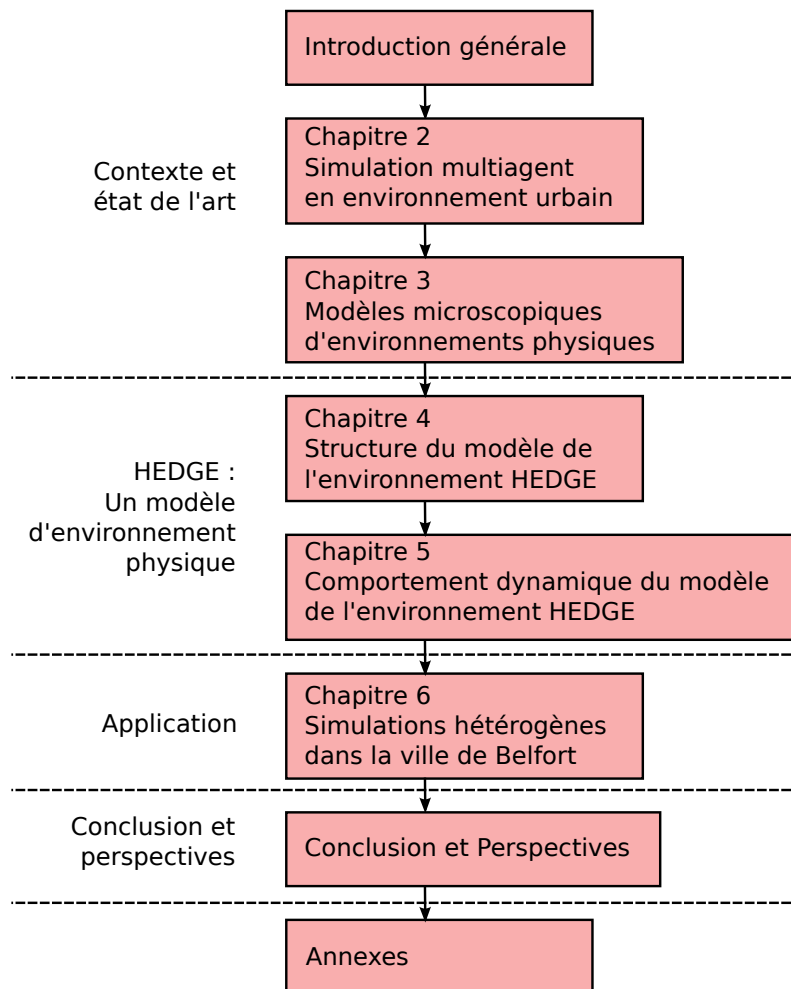 Introduction générale
Contexte et
état de l'art
Chapitre 2
Simulation multiagent
en environnement urbain
Chapitre 3
Modèles microscopiques
d'environnements physiques
HEDGE :
Un modèle
d'environnement
physique
Chapitre 4
Structure du modèle de
l'environnement HEDGE
Chapitre 5
Comportement dynamique du modèle
de l'environnement HEDGE
Application
Chapitre 6
Simulations hétérogènes
dans la ville de Belfort
Conclusion et
perspectives
Conclusion et Perspectives
Annexes